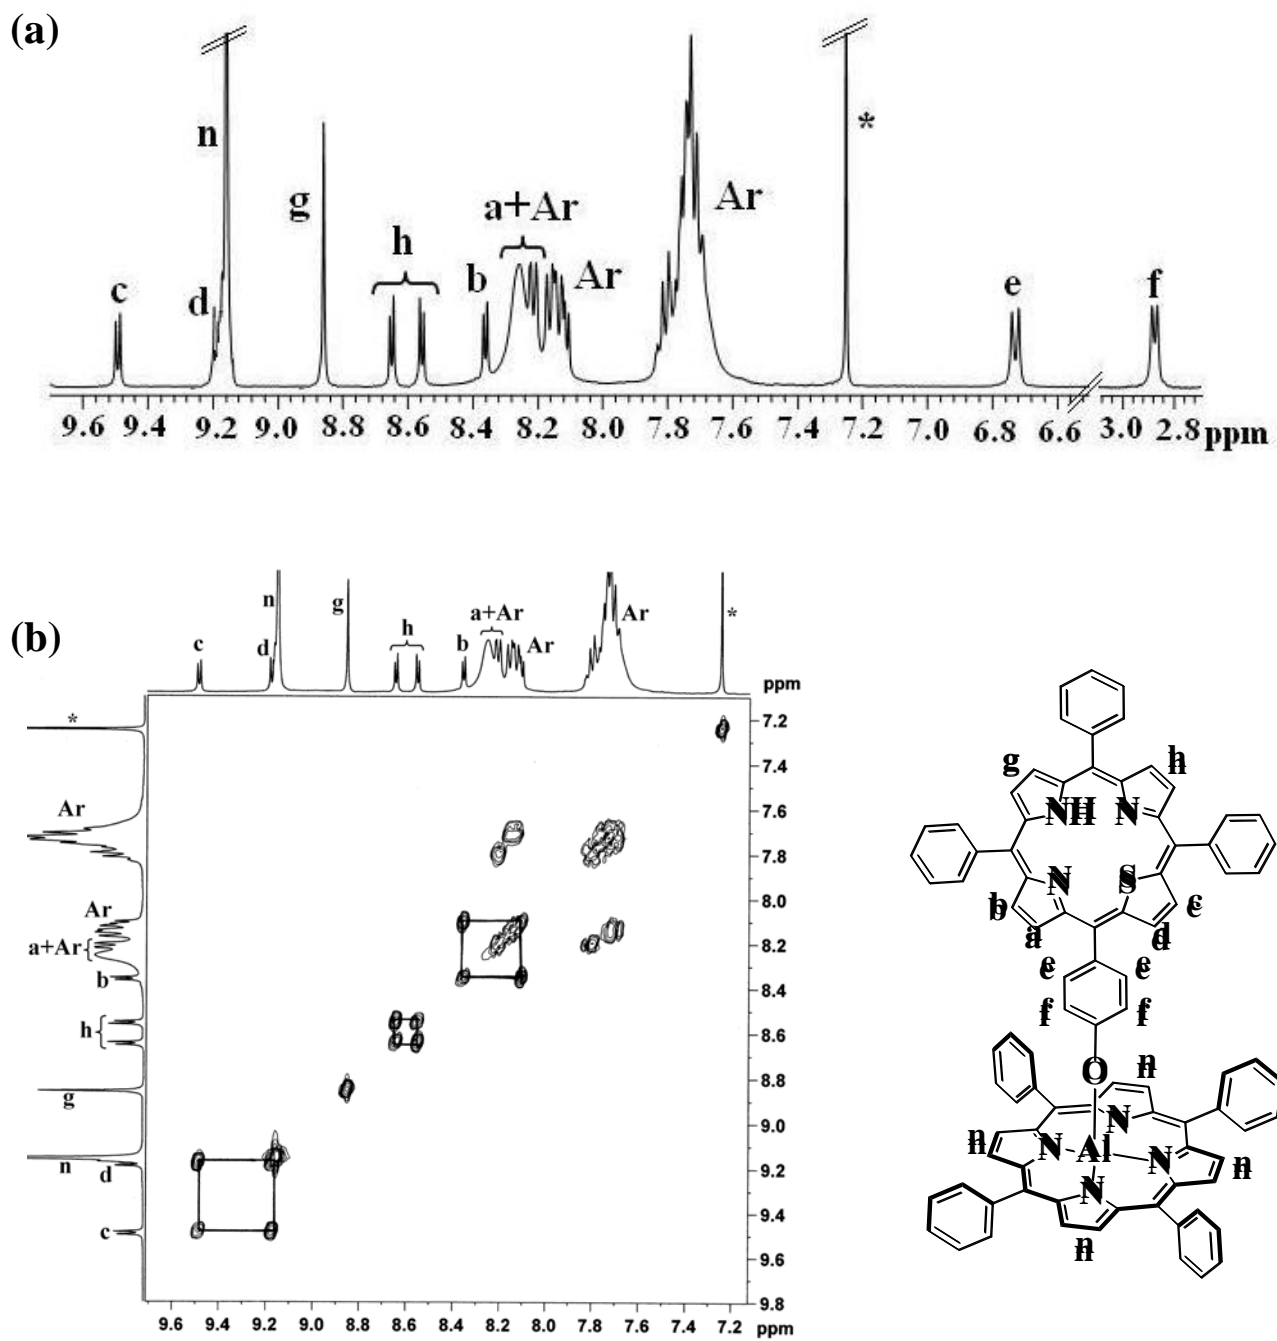 (a)
n
*
g
a+Ar
Ar
h
c
d
b
Ar
e
f
9.6 9.4 9.2 9.0 8.8 8.6 8.4 8.2 8.0 7.8 7.6 7.4 7.2 7.0 6.8 6.6 3.0 2.8 ppm
(b)
n
g
a+Ar
Ar
*
c
d
h
b
Ar
ppm
*
7.2
7.4
Ar
7.6
7.8
Ar
8.0
a+Ar
8.2
b
8.4
h
8.6
g
8.8
9.0
n
d
9.2
c
9.4
9.6
9.8
9.6 9.4 9.2 9.0 8.8 8.6 8.4 8.2 8.0 7.8 7.6 7.4 7.2 ppm
g
h
NH
N
N
S
b
c
a
d
e
e
f
f
O
n
N
n
N
Al
N
n
N
n